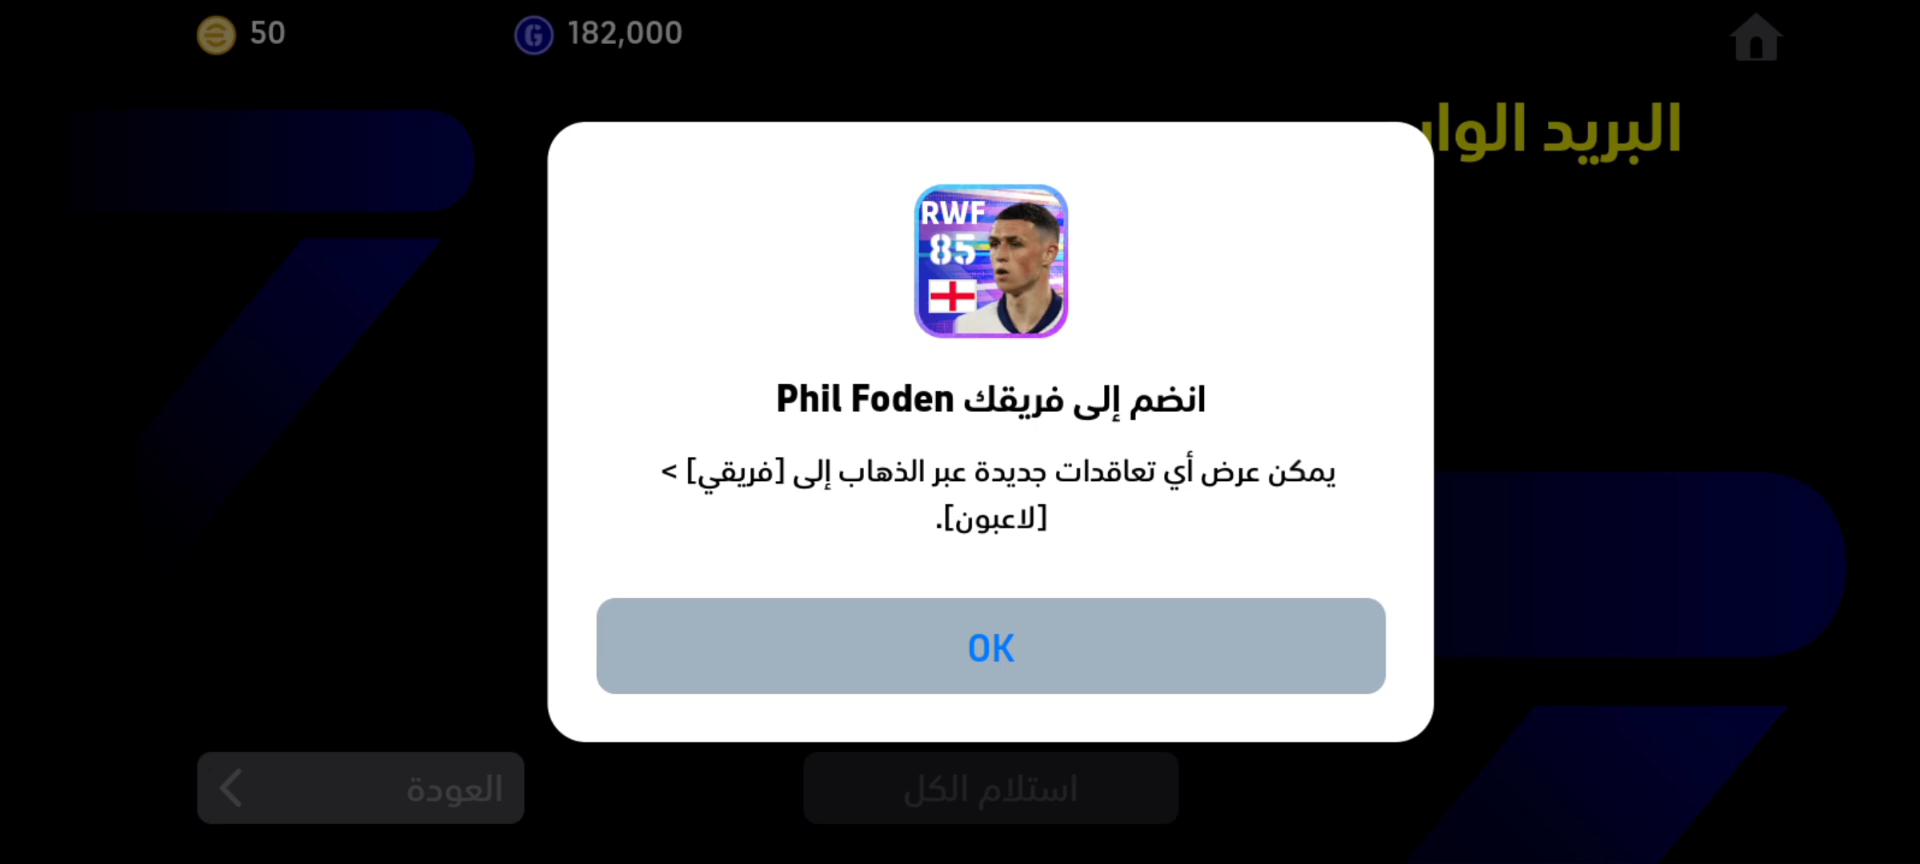 50
182,000
البريد
RWF
85
انضم إلى فريقك Phil Foden
يمكن عرض أي تعاقدات جديدة عبر الذهاب إلى [فريقي] >
[لاعبون].
OK
العودة
استلام الكل